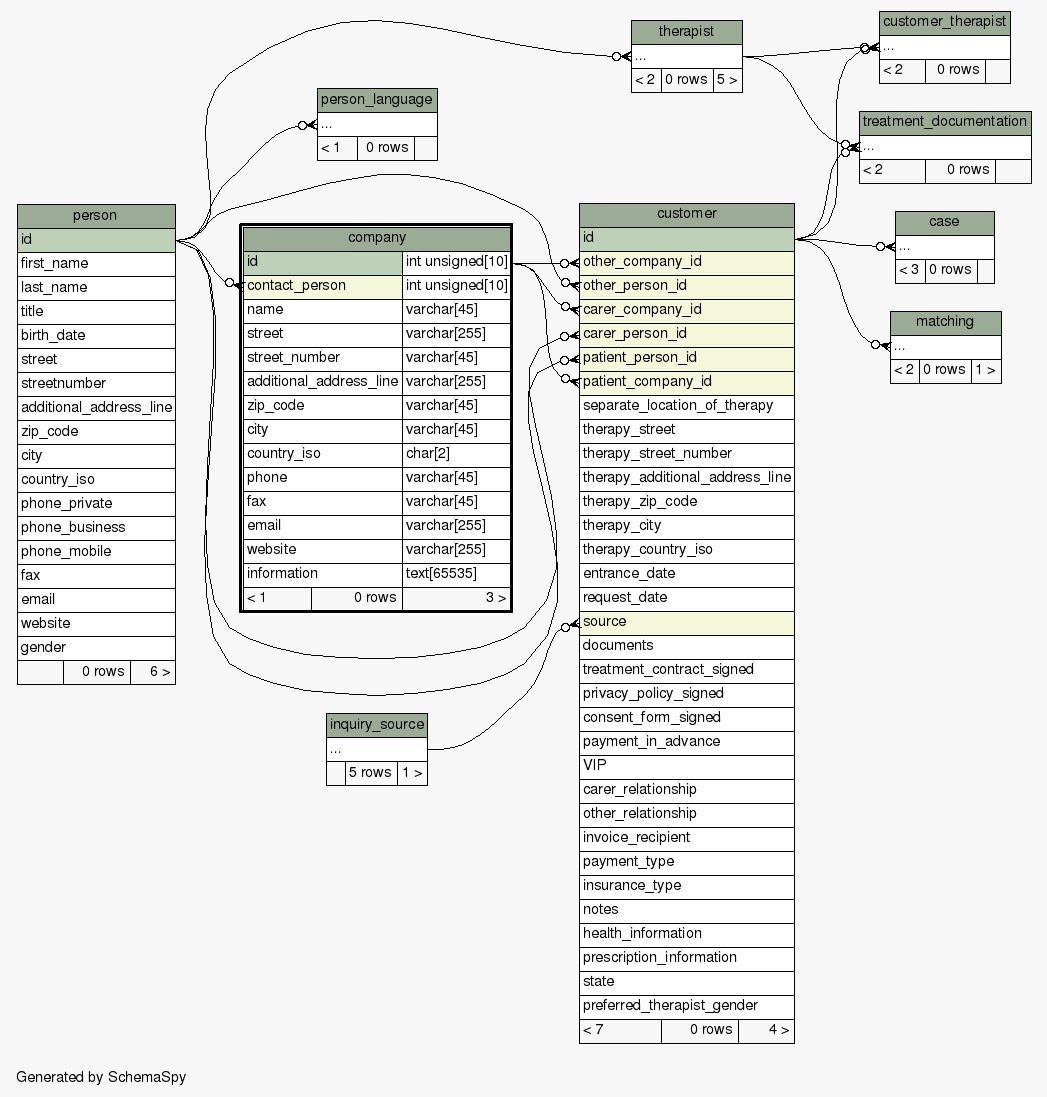 therapist
...
< 2 0 rows 5 >
customer_therapist
...
< 2 0 rows
person_language
...
< 1 0 rows
treatment_documentation
...
< 2 0 rows
person
id
first_name
last_name
title
birth_date
street
streetnumber
additional_address_line
zip_code
city
country_iso
phone_private
phone_business
phone_mobile
fax
email
website
gender
0 rows 6 >
company
id int unsigned[10]
contact_person int unsigned[10]
name varchar[45]
street varchar[255]
street_number varchar[45]
additional_address_line varchar[255]
zip_code varchar[45]
city varchar[45]
country_iso char[2]
phone varchar[45]
fax varchar[45]
email varchar[255]
website varchar[255]
information text[65535]
< 1 0 rows 3 >
customer
id
other_company_id
other_person_id
carer_company_id
carer_person_id
patient_person_id
patient_company_id
separate_location_of_therapy
therapy_street
therapy_street_number
therapy_additional_address_line
therapy_zip_code
therapy_city
therapy_country_iso
entrance_date
request_date
source
documents
treatment_contract_signed
privacy_policy_signed
consent_form_signed
payment_in_advance
VIP
carer_relationship
other_relationship
invoice_recipient
payment_type
insurance_type
notes
health_information
prescription_information
state
preferred_therapist_gender
< 7 0 rows 4 >
case
...
< 3 0 rows
matching
...
< 2 0 rows 1 >
inquiry_source
...
5 rows 1 >
Generated by SchemaSpy